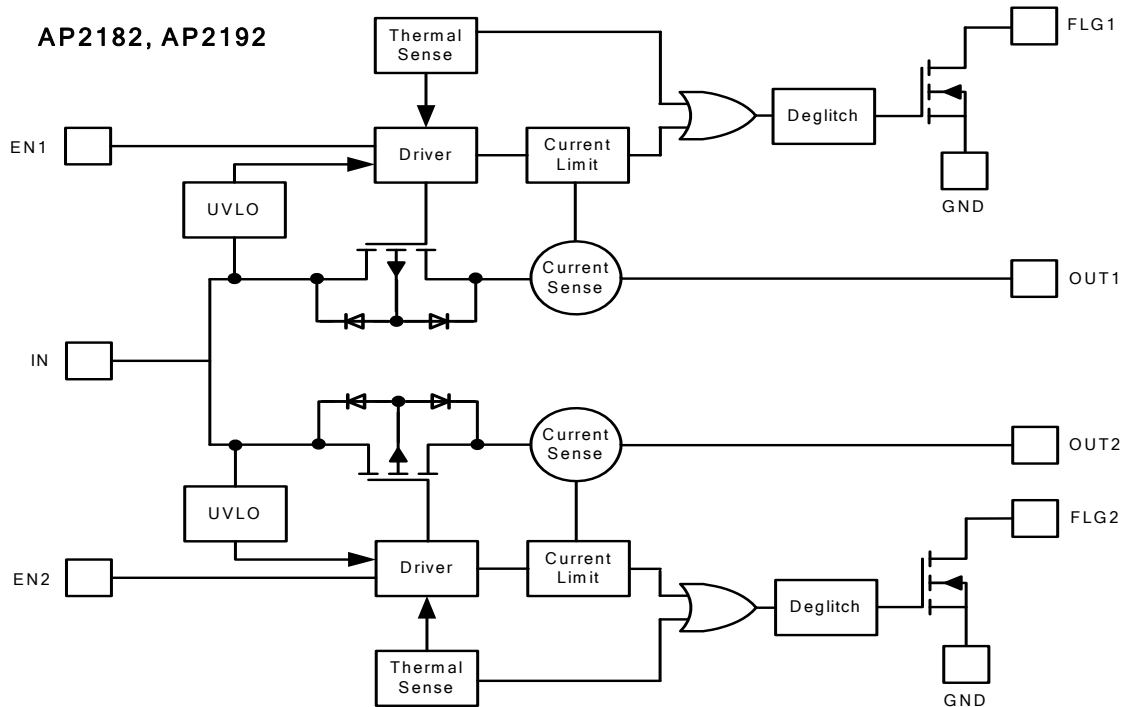 AP2182, AP2192
Thermal
Sense
FLG1
Deglitch
EN1
Driver
Current
Limit
UVLO
GND
Current
Sense
OUT1
IN
Current
Sense
OUT2
UVLO
FLG2
EN2
Driver
Current
Limit
Deglitch
Thermal
Sense
GND